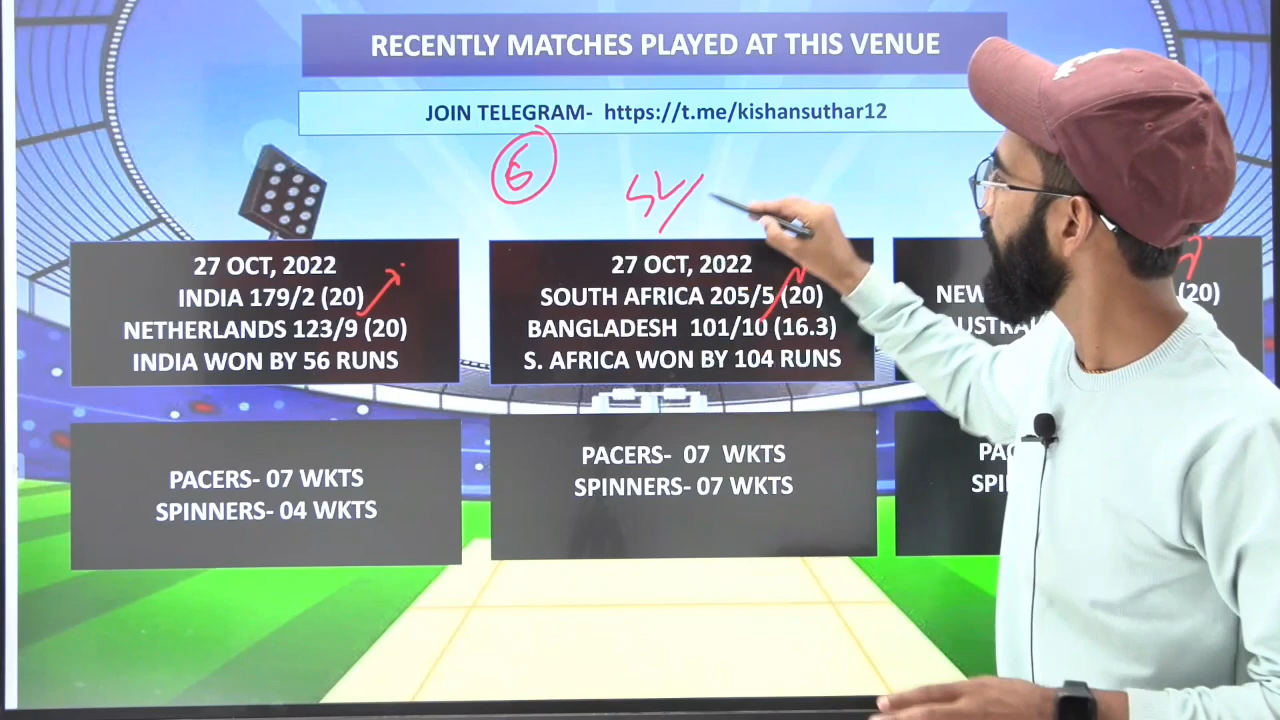 RECENTLY MATCHES PLAYED AT THIS VENUE
JOIN TELEGRAM- https://t.me/kishansuthar12
6
27 OCT, 2022
INDIA 179/2 (20)
NETHERLANDS 123/9 (20)
INDIA WON BY 56 RUNS
27 OCT, 2022
SOUTH AFRICA 205/5 (20)
BANGLADESH 101/10 (16.3)
S. AFRICA WON BY 104 RUNS
NEW (20)
PACERS- 07 WKTS
SPINNERS- 04 WKTS
PACERS- 07 WKTS
SPINNERS- 07 WKTS